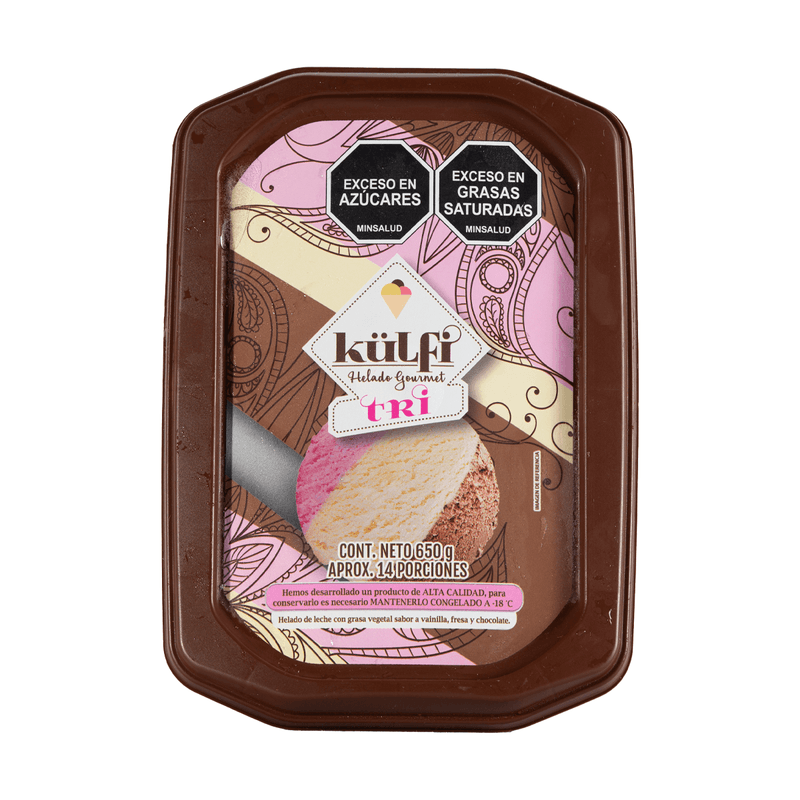 EXCESO EN
AZÚCARES
MINSALUD
EXCESO EN
GRASAS
SATURADAS
MINSALUD
külfi
Helado Gourmet
tRi
IMAGEN DE REFERENCIA
CONT. NETO 650 g
APROX. 14 PORCIONES
Hemos desarrollado un producto de ALTA CALIDAD, para
conservarlo es necesario MANTENERLO CONGELADO A -18 °C
Helado de leche con grasa vegetal sabor a vainilla, fresa y chocolate.